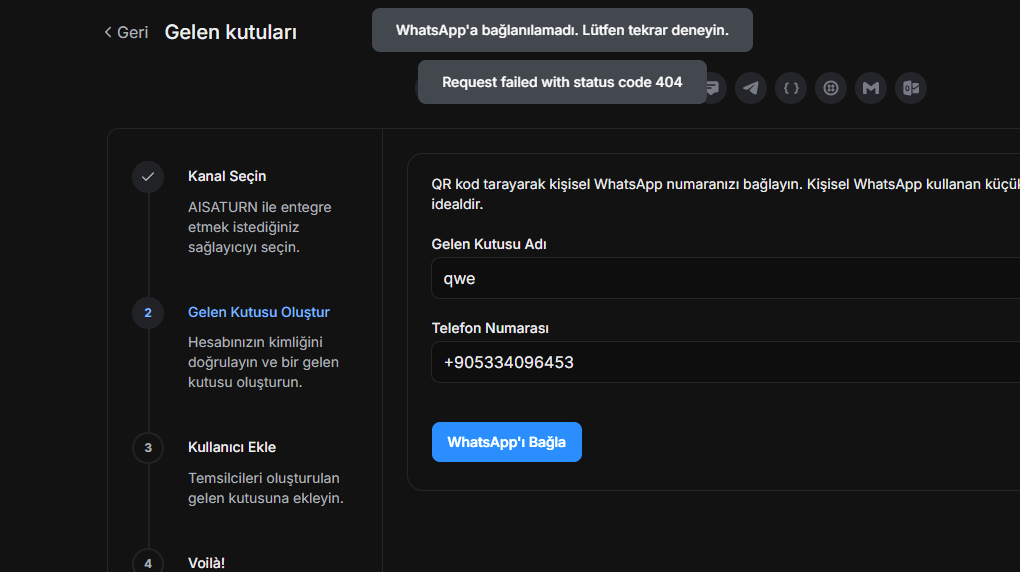 Geri
Gelen kutuları
WhatsApp'a bağlanılamadı. Lütfen tekrar deneyin.
Request failed with status code 404
Kanal Seçin
AISATURN ile entegre
etmek istediğiniz
sağlayıcıyı seçin.
2
Gelen Kutusu Oluştur
Hesabınızın kimliğini
doğrulayın ve bir gelen
kutusu oluşturun.
3
Kullanıcı Ekle
Temsilcileri oluşturulan
gelen kutusuna ekleyin.
4
Voilà!
QR kod tarayarak kişisel WhatsApp numaranızı bağlayın. Kişisel WhatsApp kullanan
idealdir.
Gelen Kutusu Adı
qwe
Telefon Numarası
+905334096453
WhatsApp'ı Bağla